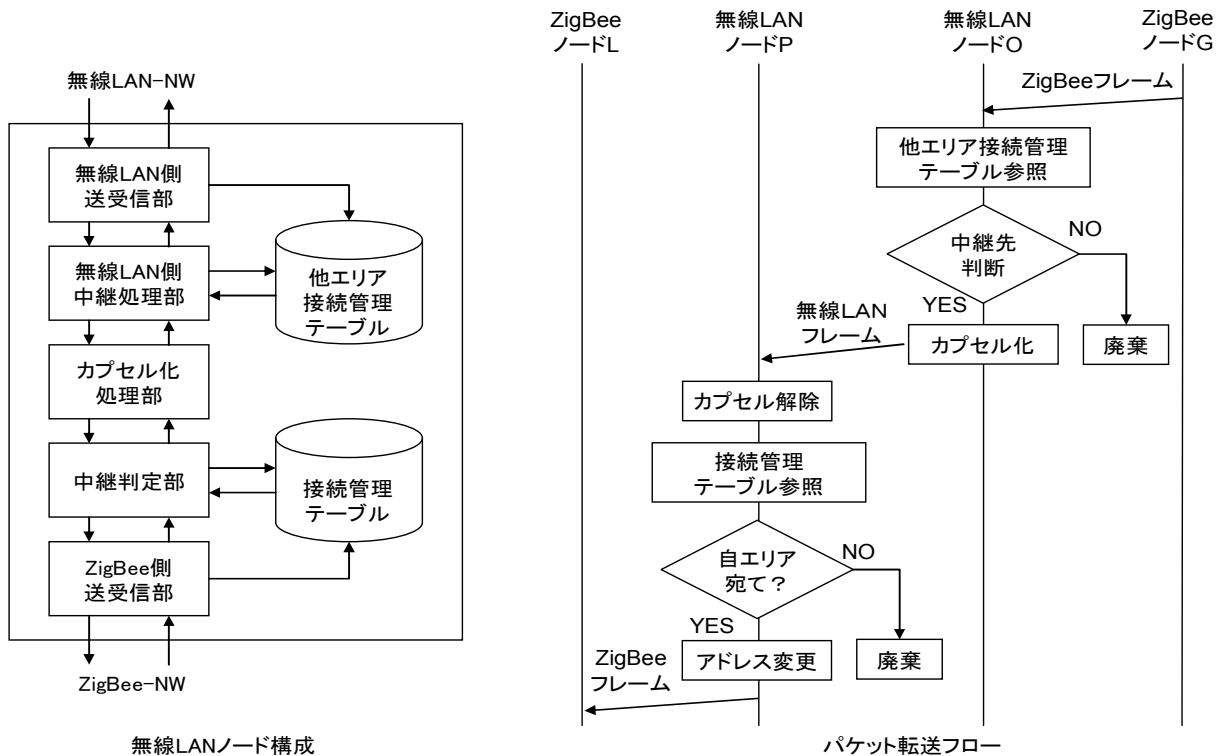 無線LAN-NW
無線LAN側
送受信部
無線LAN側
中継処理部
他エリア
接続管理
テーブル
カプセル化
処理部
中継判定部
接続管理
テーブル
ZigBee側
送受信部
ZigBee-NW
無線LANノード構成
ZigBee
ノードL
無線LAN
ノードP
無線LAN
ノードO
ZigBee
ノードG
ZigBeeフレーム
他エリア接続管理
テーブル参照
中継先
判断
NO
YES
無線LAN
フレーム
カプセル化
廃棄
カプセル解除
接続管理
テーブル参照
自エリア
宛て？
NO
YES
ZigBee
フレーム
アドレス変更
廃棄
パケット転送フロー